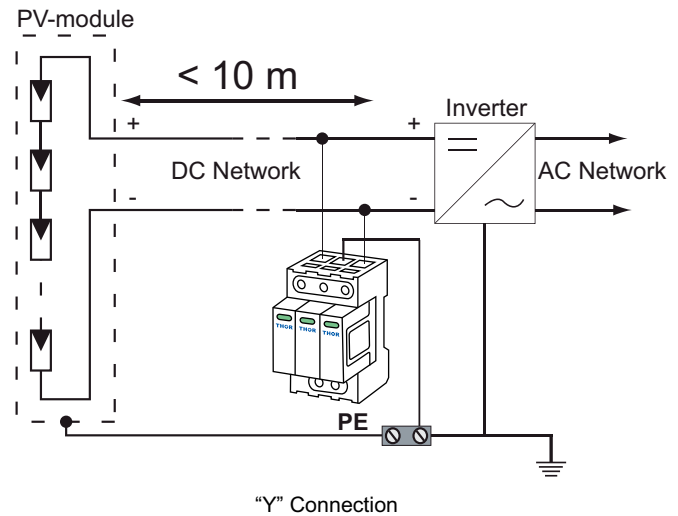 PV-module
< 10 m
Inverter
+ +
DC Network
AC Network
- -
THOR THOR THOR
PE
“Y” Connection